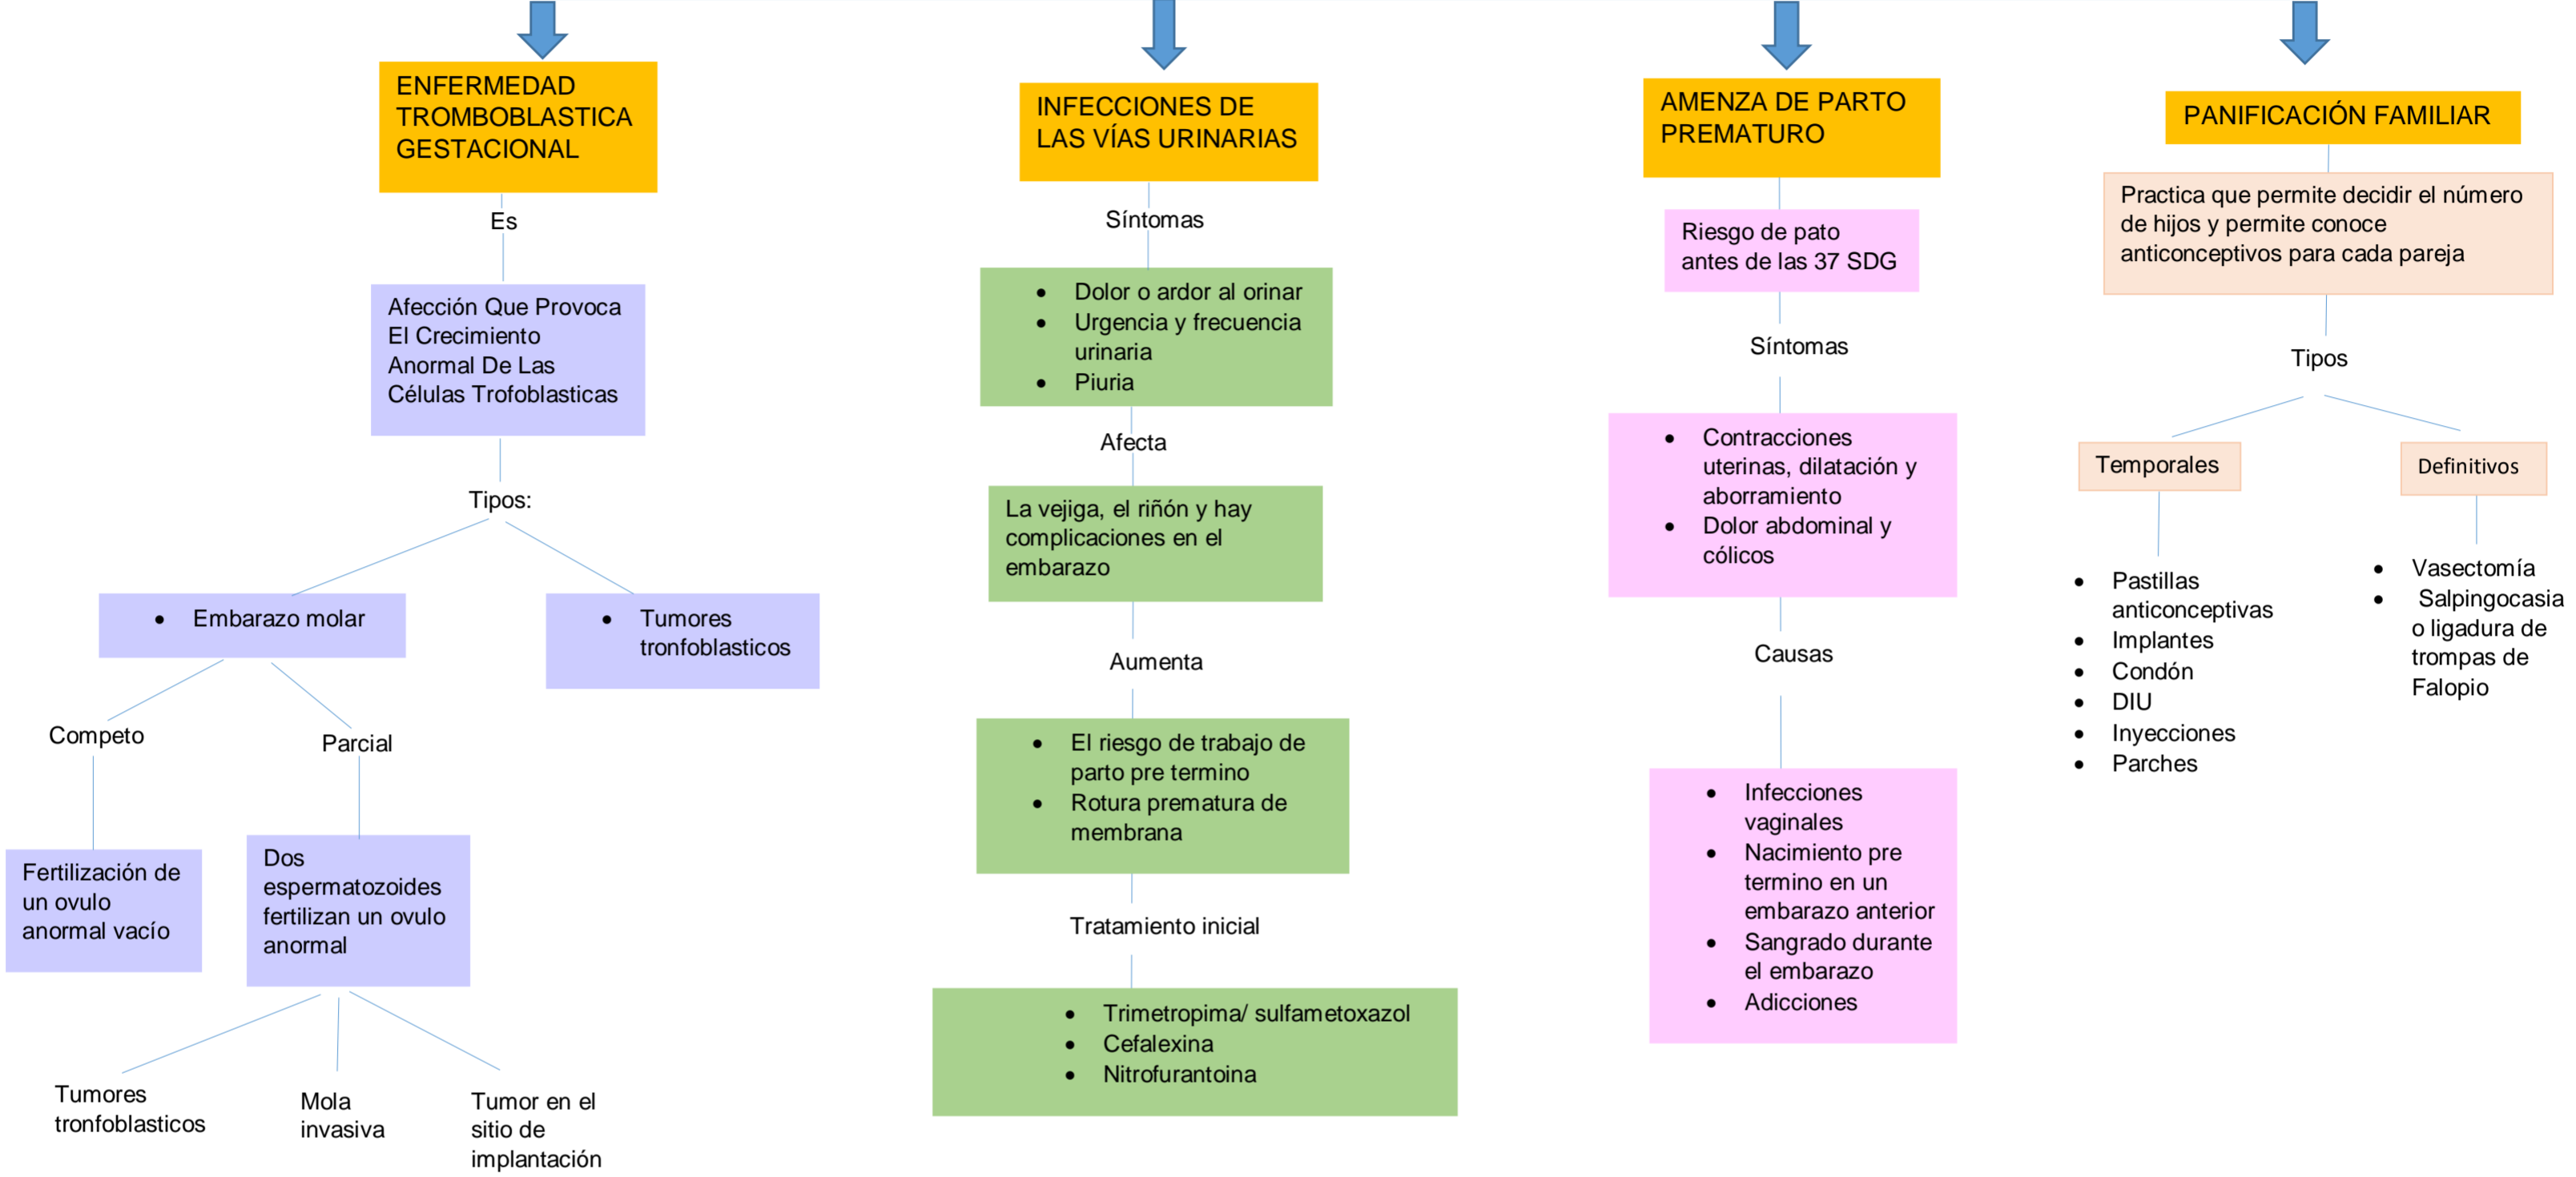 ENFERMEDAD
TROMBOBLASTICA
GESTACIONAL
Es
Afección Que Provoca
El Crecimiento
Anormal De Las
Células Trofoblasticas
Tipos:
• Embarazo molar
• Tumores
tronfoblasticos
Competo
Parcial
Fertilización de
un ovulo
anormal vacío
Dos
espermatozoides
fertilizan un ovulo
anormal
Tumores
tronfoblasticos
Mola
invasiva
Tumor en el
sitio de
implantación
INFECCIONES DE
LAS VÍAS URINARIAS
Síntomas
• Dolor o ardor al orinar
• Urgencia y frecuencia
urinaria
• Piuria
Afecta
La vejiga, el riñón y hay
complicaciones en el
embarazo
Aumenta
• El riesgo de trabajo de
parto pre termino
• Rotura prematura de
membrana
Tratamiento inicial
• Trimetropima/ sulfametoxazol
• Cefalexina
• Nitrofurantoina
AMENZA DE PARTO
PREMATURO
Riesgo de pato
antes de las 37 SDG
Síntomas
• Contracciones
uterinas, dilatación y
aborramiento
• Dolor abdominal y
cólicos
Causas
• Infecciones
vaginales
• Nacimiento pre
termino en un
embarazo anterior
• Sangrado durante
el embarazo
• Adicciones
PANIFICACIÓN FAMILIAR
Practica que permite decidir el número
de hijos y permite conoce
anticonceptivos para cada pareja
Tipos
Temporales
• Pastillas
anticonceptivas
• Implantes
• Condón
• DIU
• Inyecciones
• Parches
Definitivos
• Vasectomía
• Salpingocasia
o ligadura de
trompas de
Falopio